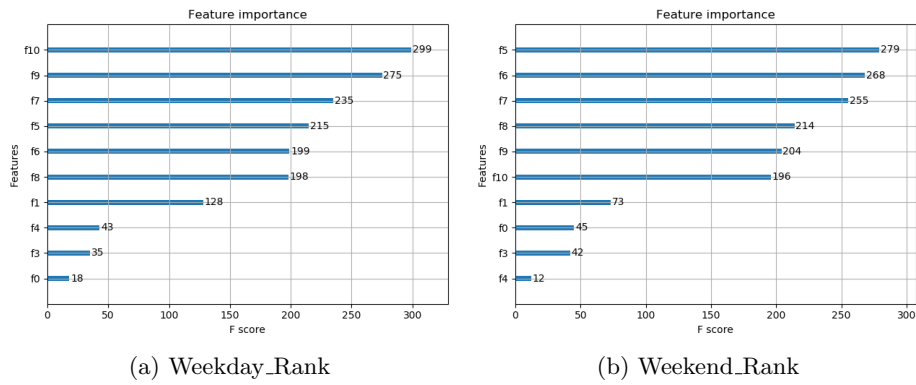 Feature importance
f10 299
f9 275
f7 235
f5 215
f6 199
f8 198
f1 128
f4 43
f3 35
f0 18
Features
0 50 100 150 200 250 300
F score
(a) Weekday_Rank
Feature importance
f5 279
f6 268
f7 255
f8 214
f9 204
f10 196
f1 73
f0 45
f3 42
f4 12
Features
0 50 100 150 200 250 300
F score
(b) Weekend_Rank